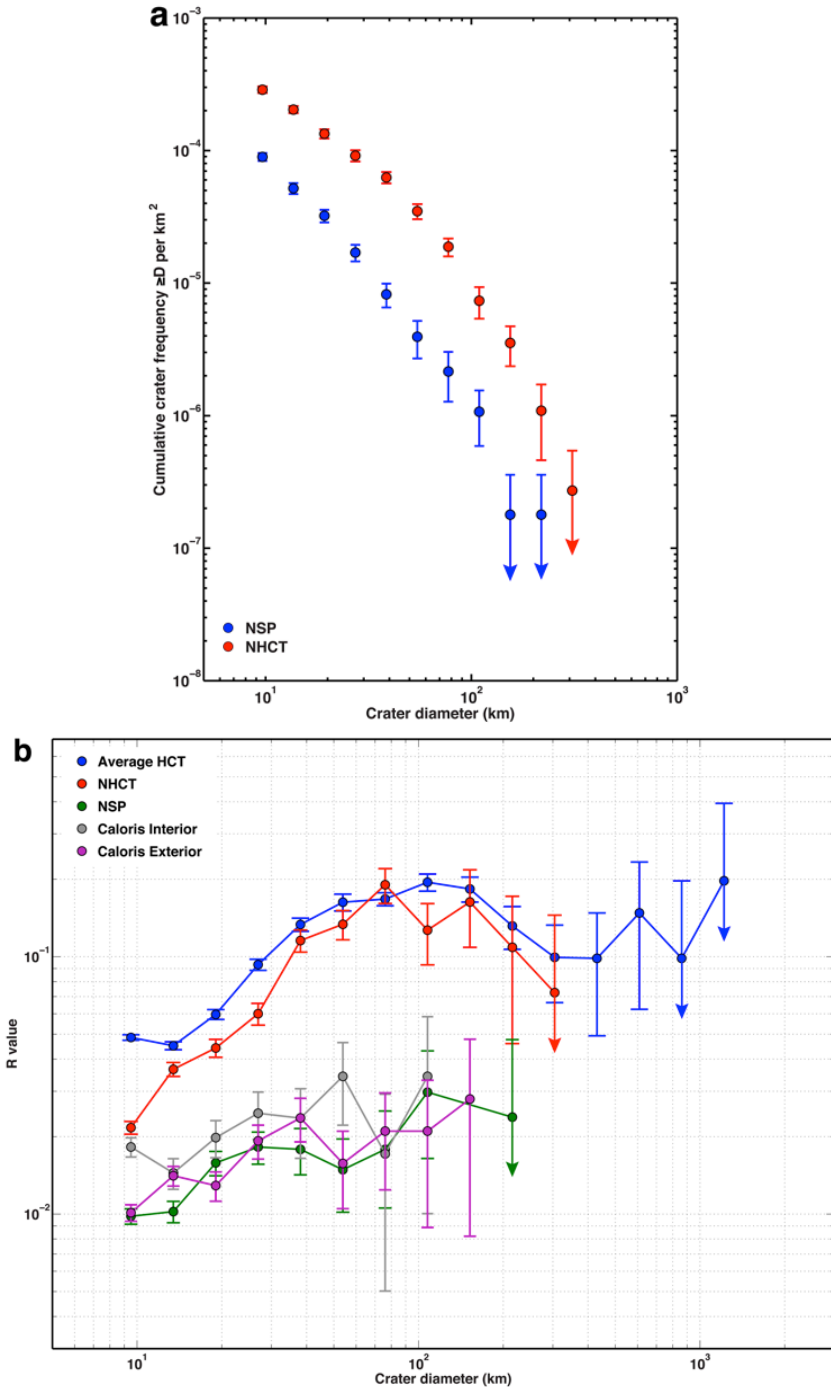 a
10⁻³
10⁻⁴
10⁻⁵
10⁻⁶
10⁻⁷
10⁻⁸
Cumulative crater frequency ≥D per km²
NSP
NHCT
10¹
10²
10³
Crater diameter (km)
b
Average HCT
NHCT
NSP
Caloris Interior
Caloris Exterior
10⁻¹
10⁻²
R value
10¹
10²
10³
Crater diameter (km)